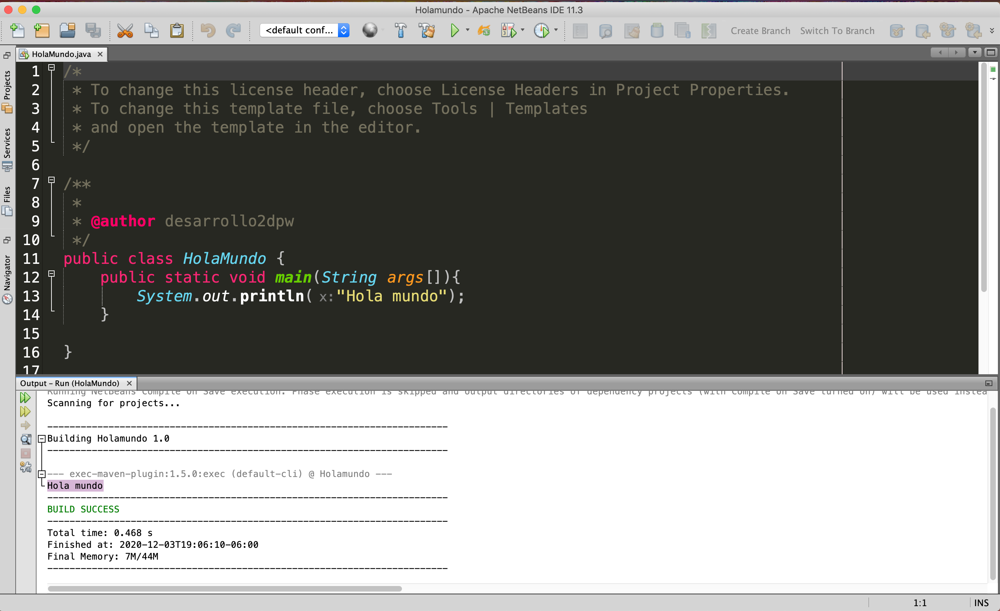 Holamundo - Apache NetBeans IDE 11.3
<default conf...
Create Branch
Switch To Branch
HolaMundo.java
Projects
Services
Files
Navigator
1 /*
2  * To change this license header, choose License Headers in Project Properties.
3  * To change this template file, choose Tools | Templates
4  * and open the template in the editor.
5  */
6
7 /**
8  *
9  * @author desarrollo2dpw
10  */
11 public class HolaMundo {
12     public static void main(String args[]){
13         System.out.println( x:"Hola mundo");
14     }
15
16 }
17
Output – Run (HolaMundo)
Running NetBeans Compile On Save execution. Phase execution is skipped and output directories of dependency projects (with Compile on Save turned on) will be used instea
Scanning for projects...
------------------------------------------------------------------------
Building Holamundo 1.0
------------------------------------------------------------------------
--- exec-maven-plugin:1.5.0:exec (default-cli) @ Holamundo ---
Hola mundo
------------------------------------------------------------------------
BUILD SUCCESS
------------------------------------------------------------------------
Total time: 0.468 s
Finished at: 2020-12-03T19:06:10-06:00
Final Memory: 7M/44M
------------------------------------------------------------------------
1:1
INS